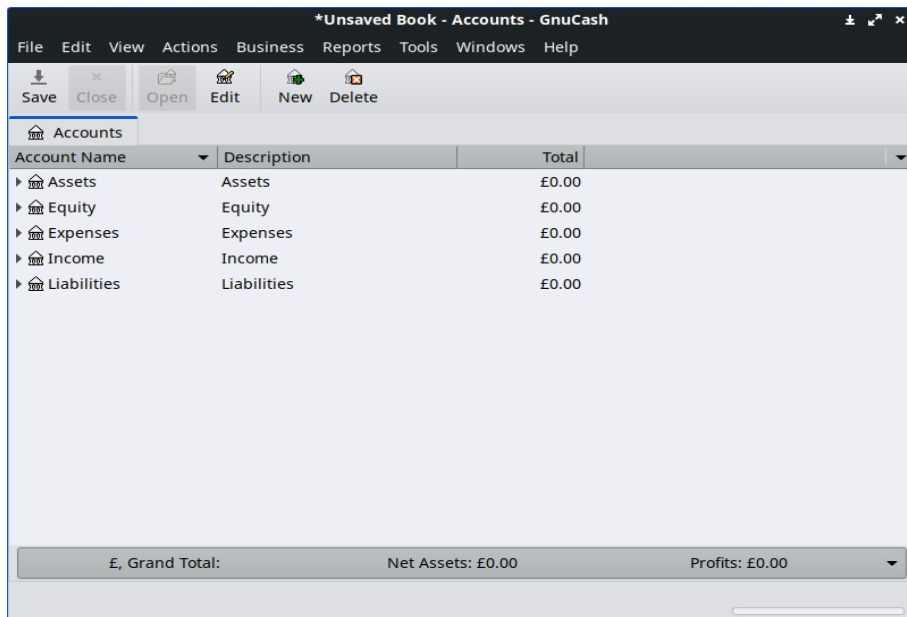 *Unsaved Book - Accounts - GnuCash
File Edit View Actions Business Reports Tools Windows Help
Save Close Open Edit New Delete
Accounts
Account Name Description Total
Assets Assets £0.00
Equity Equity £0.00
Expenses Expenses £0.00
Income Income £0.00
Liabilities Liabilities £0.00
£, Grand Total: Net Assets: £0.00 Profits: £0.00